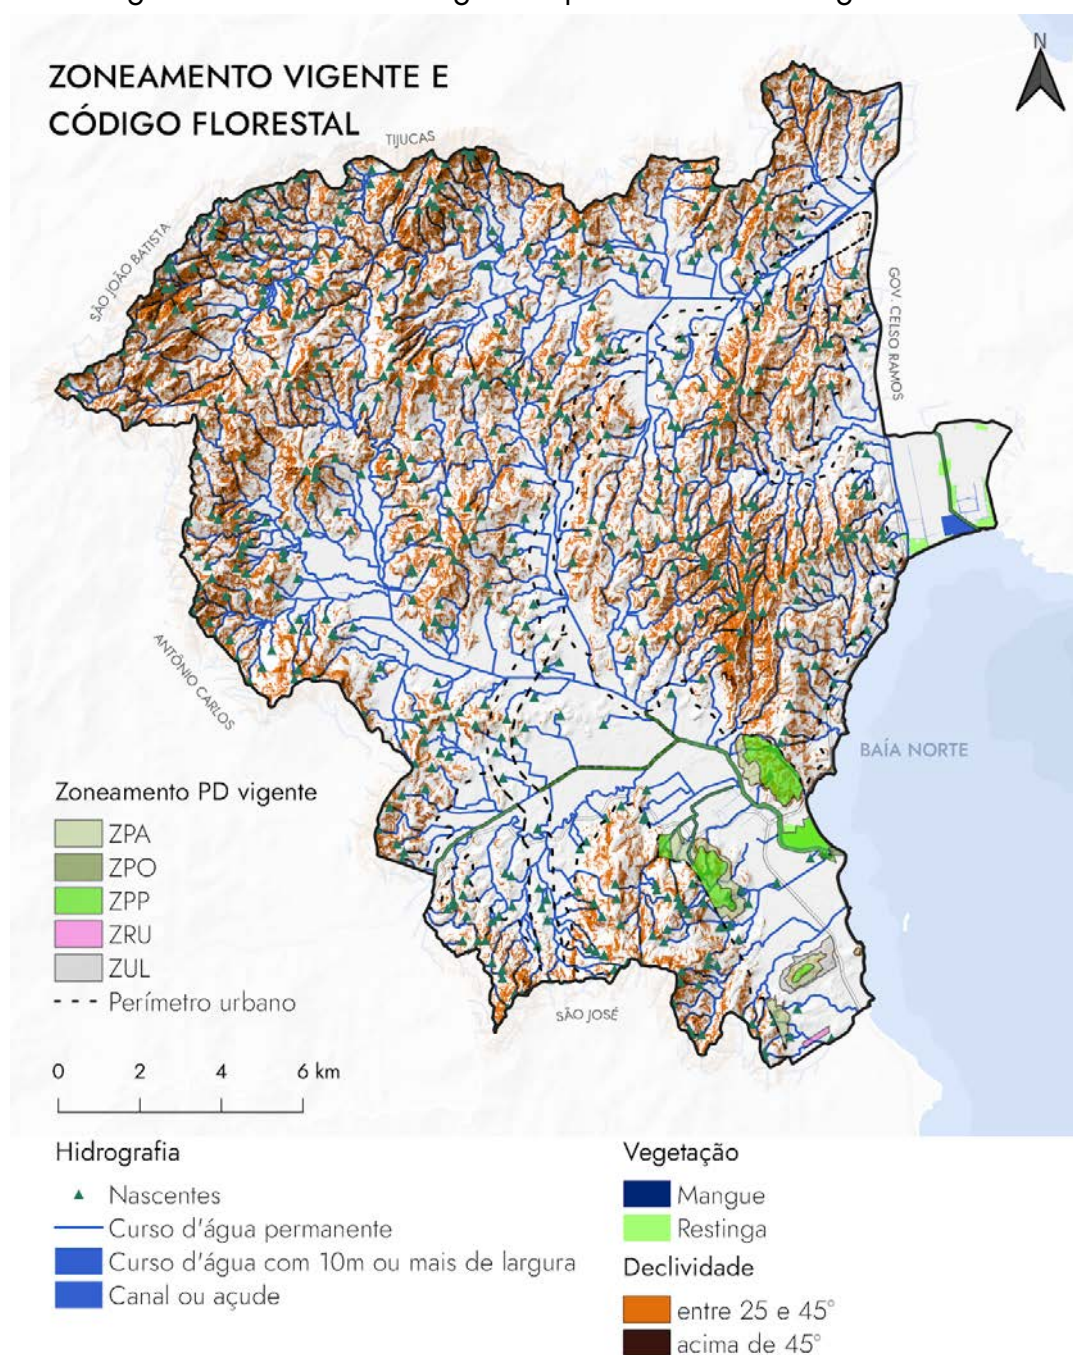 ZONEAMENTO VIGENTE E
CÓDIGO FLORESTAL
N
TIJUCAS
SÃO JOÃO BATISTA
GOV. CELSO RAMOS
ANTÔNIO CARLOS
BAÍA NORTE
SÃO JOSÉ
Zoneamento PD vigente
ZPA
ZPO
ZPP
ZRU
ZUL
Perímetro urbano
0 2 4 6 km
Hidrografia
Nascentes
Curso d'água permanente
Curso d'água com 10m ou mais de largura
Canal ou açude
Vegetação
Mangue
Restinga
Declividade
entre 25 e 45°
acima de 45°